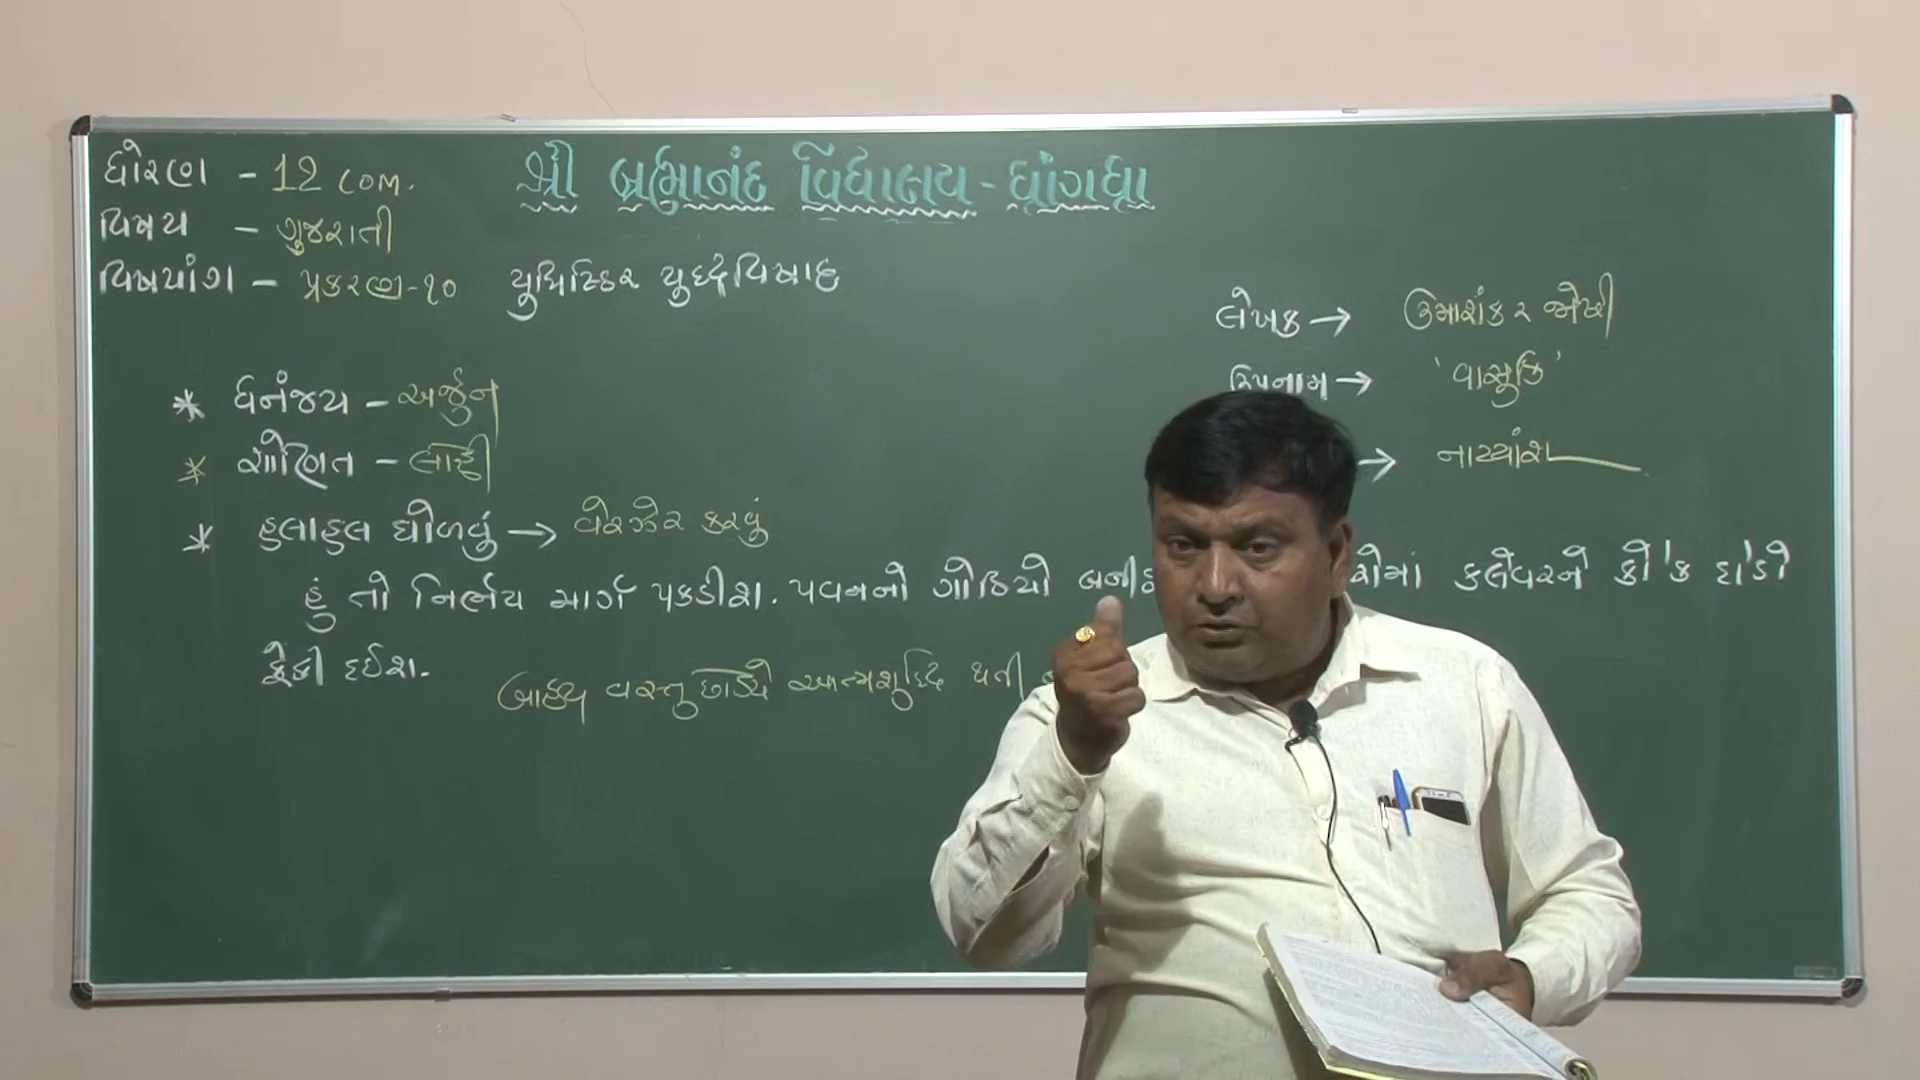 શ્રી બ્રહ્માનંદ વિદ્યાલય - ધ્રાંગધ્રા
ધોરણ - 12 com.
વિષય - ગુજરાતી
વિષયાંગ - પ્રકરણ-૧૦ યુધિષ્ઠિર યુદ્ધવિષાદ
લેખક → ઉમાશંકર જોષી
ઉપનામ → 'વાસુકિ'
→ નાટ્યાંશ
* ધનંજય - અર્જુન
* શોણિત - લોહી
* હલાહલ ઘોળવું → વેરઝેર કરવું
હું તો નિર્ભય માર્ગ પકડીશ. પવનનો ગોઠિયો કલેવરને કો'ક દા'ડો
ફેંકી દઈશ.
બાહ્ય વસ્તુ છોડ્યે આત્મશુદ્ધિ થતી